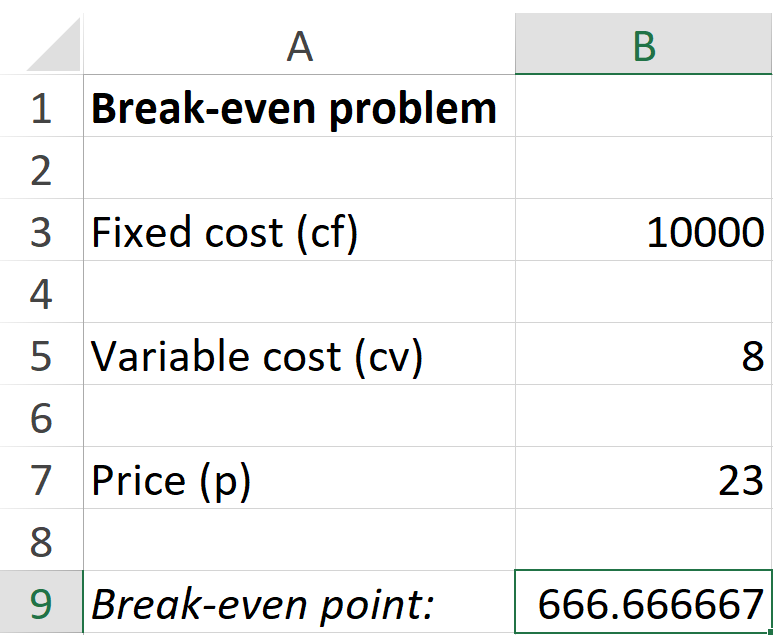 A B
1 Break-even problem
2
3 Fixed cost (cf) 10000
4
5 Variable cost (cv) 8
6
7 Price (p) 23
8
9 Break-even point: 666.666667